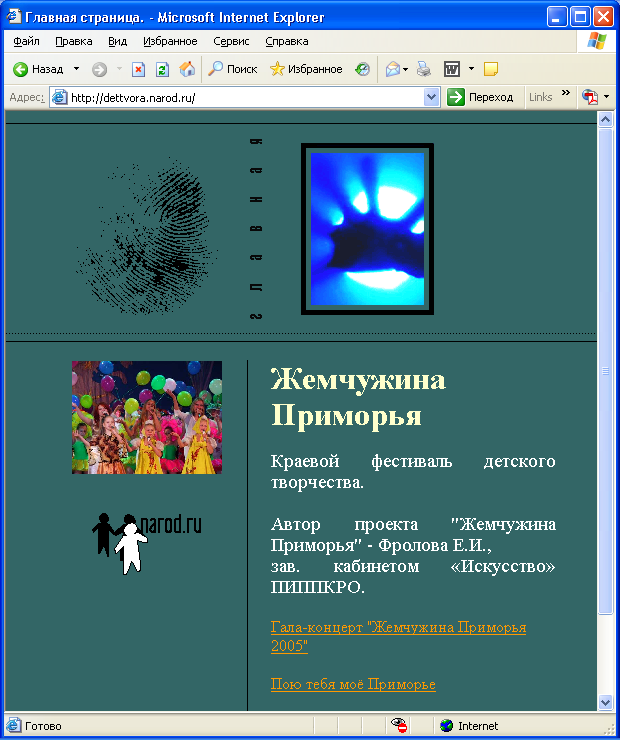 Главная страница. - Microsoft Internet Explorer
Файл Правка Вид Избранное Сервис Справка
Назад Поиск Избранное
Адрес: http://dettvora.narod.ru/ Переход Links »
главная
Жемчужина
Приморья
Краевой фестиваль детского
творчества.
narod.ru
Автор проекта "Жемчужина
Приморья" - Фролова Е.И.,
зав. кабинетом «Искусство»
ПИППКРО.
Гала-концерт "Жемчужина Приморья
2005"
Пою тебя моё Приморье
Готово Internet